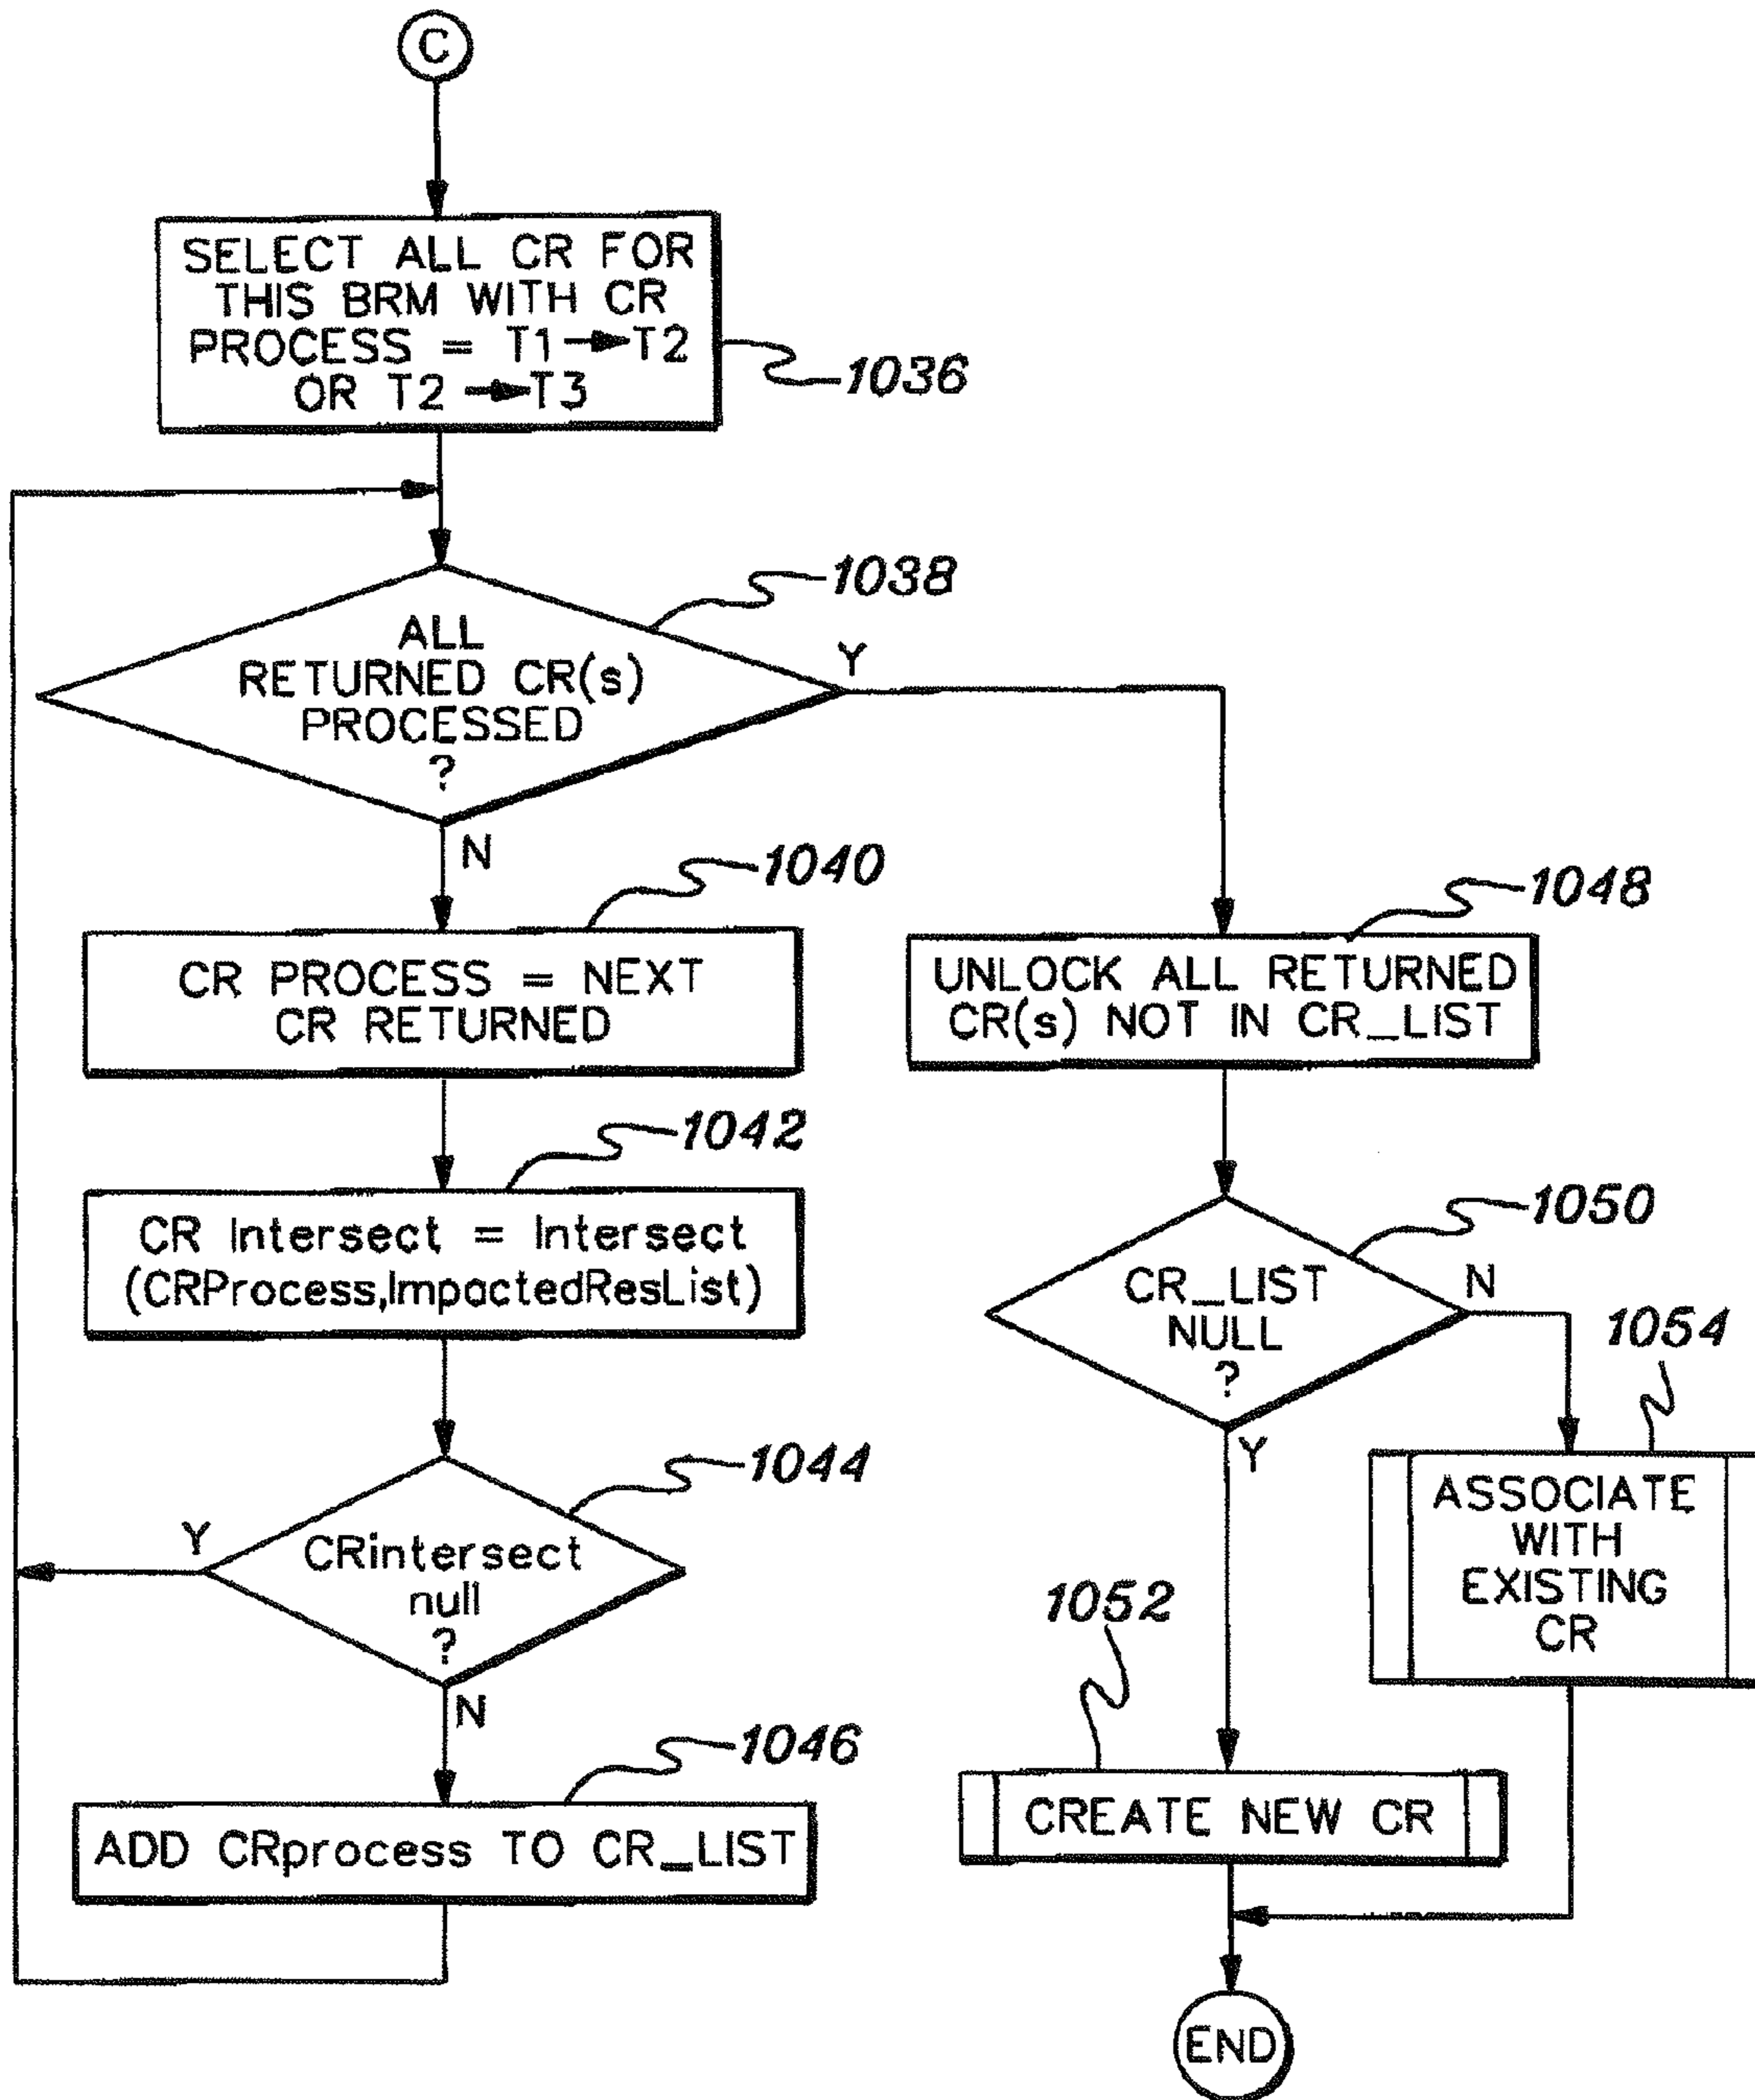 C
SELECT ALL CR FOR
THIS BRM WITH CR
PROCESS = T1→T2
OR T2→T3
1036
1038
ALL
RETURNED CR(s)
PROCESSED
?
Y
N
1040
CR PROCESS = NEXT
CR RETURNED
1042
CR Intersect = Intersect
(CRProcess,ImpactedResList)
1044
CRintersect
null
?
Y
N
1046
ADD CRprocess TO CR_LIST
1048
UNLOCK ALL RETURNED
CR(s) NOT IN CR_LIST
1050
CR_LIST
NULL
?
N
Y
1054
ASSOCIATE
WITH
EXISTING
CR
1052
CREATE NEW CR
END